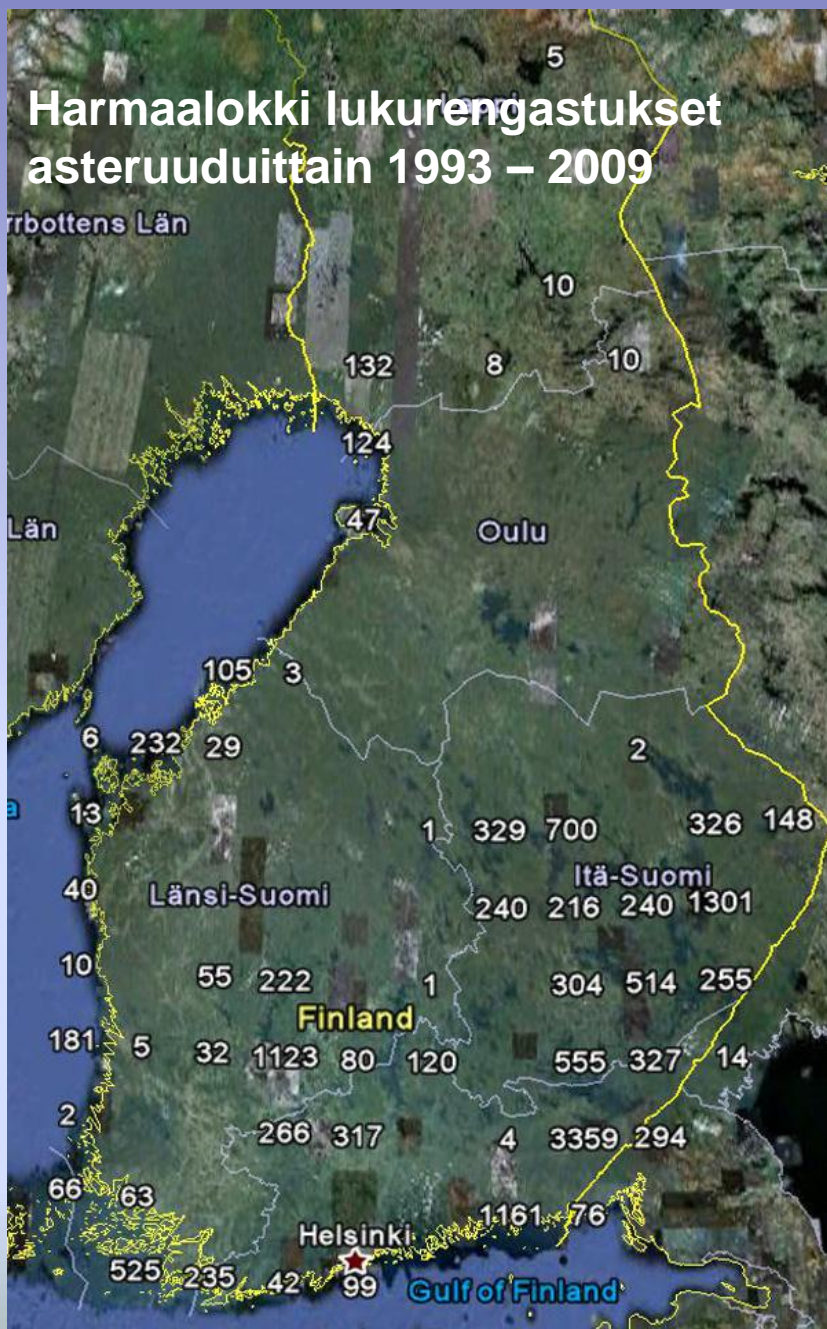 5
Harmaalokki lukurengastukset
asteruuduittain 1993 – 2009
rrbottens Län
10
132 8 10
124
47
Län Oulu
105 3
6 232 29 2
a 13 1 329 700 326 148
Itä-Suomi
40 Länsi-Suomi 240 216 240 1301
10 55 222 1 304 514 255
Finland
181 5 32 1123 80 120 555 327 14
2 266 317 4 3359 294
66 63 1161 76
Helsinki
525 235 42 99 Gulf of Finland